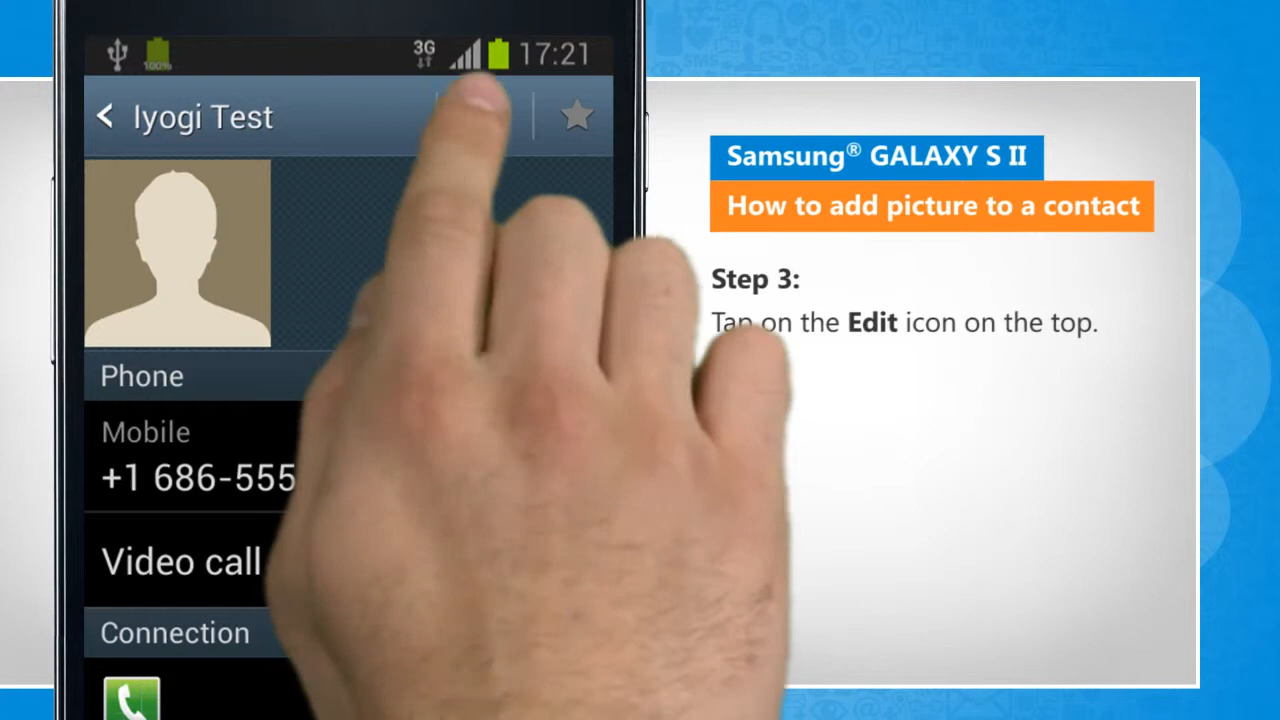 100%
3G
17:21
Iyogi Test
Phone
Mobile
+1 686-555
Video call
Connection
Samsung® GALAXY S II
How to add picture to a contact
Step 3:
Tap on the Edit icon on the top.